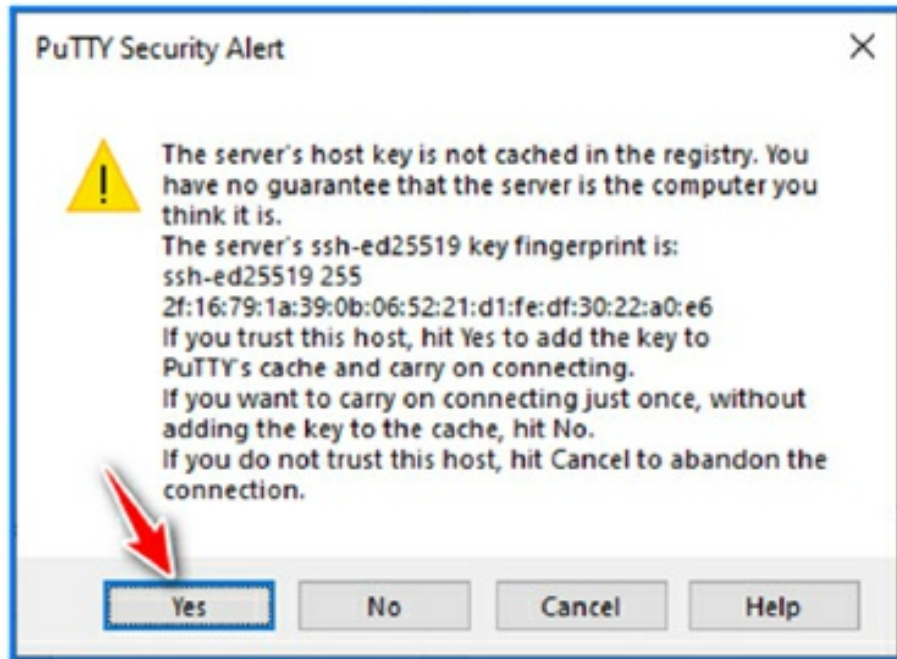 PuTTY Security Alert
The server's host key is not cached in the registry. You
have no guarantee that the server is the computer you
think it is.
The server's ssh-ed25519 key fingerprint is:
ssh-ed25519 255
2f:16:79:1a:39:0b:06:52:21:d1:fe:df:30:22:a0:e6
If you trust this host, hit Yes to add the key to
PuTTY's cache and carry on connecting.
If you want to carry on connecting just once, without
adding the key to the cache, hit No.
If you do not trust this host, hit Cancel to abandon the
connection.
Yes No Cancel Help